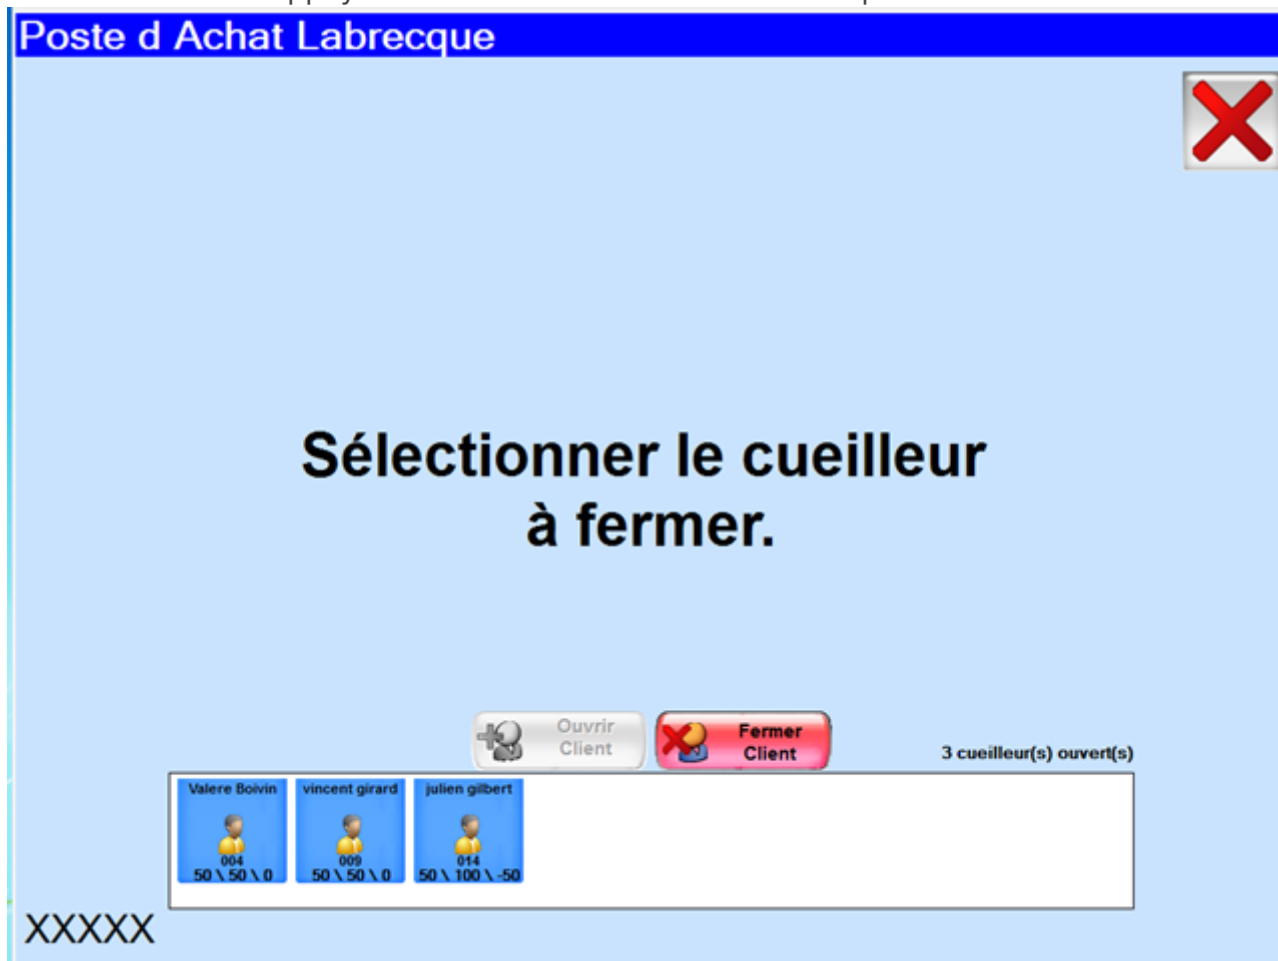 Poste d Achat Labrecque
Sélectionner le cueilleur
à fermer.
Ouvrir
Client
Fermer
Client
3 cueilleur(s) ouvert(s)
Valere Boivin
004
50 \ 50 \ 0
vincent girard
009
50 \ 50 \ 0
julien gilbert
014
50 \ 100 \ -50
XXXXX